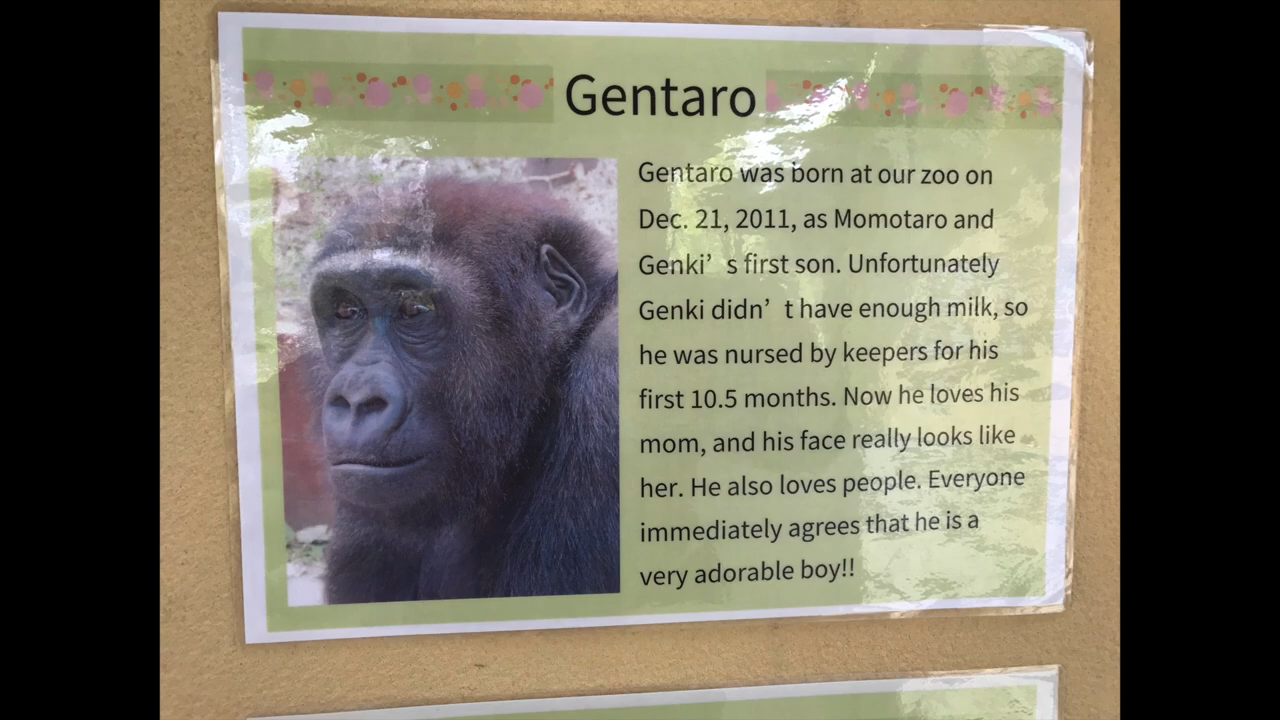 Gentaro
Gentaro was born at our zoo on
Dec. 21, 2011, as Momotaro and
Genki’ s first son. Unfortunately
Genki didn’ t have enough milk, so
he was nursed by keepers for his
first 10.5 months. Now he loves his
mom, and his face really looks like
her. He also loves people. Everyone
immediately agrees that he is a
very adorable boy!!